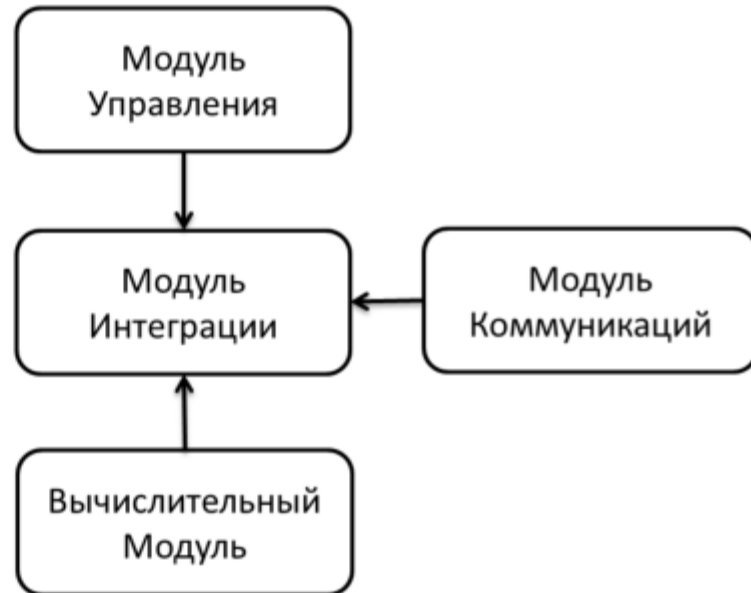 Модуль
Управления
Модуль
Интеграции
Модуль
Коммуникаций
Вычислительный
Модуль